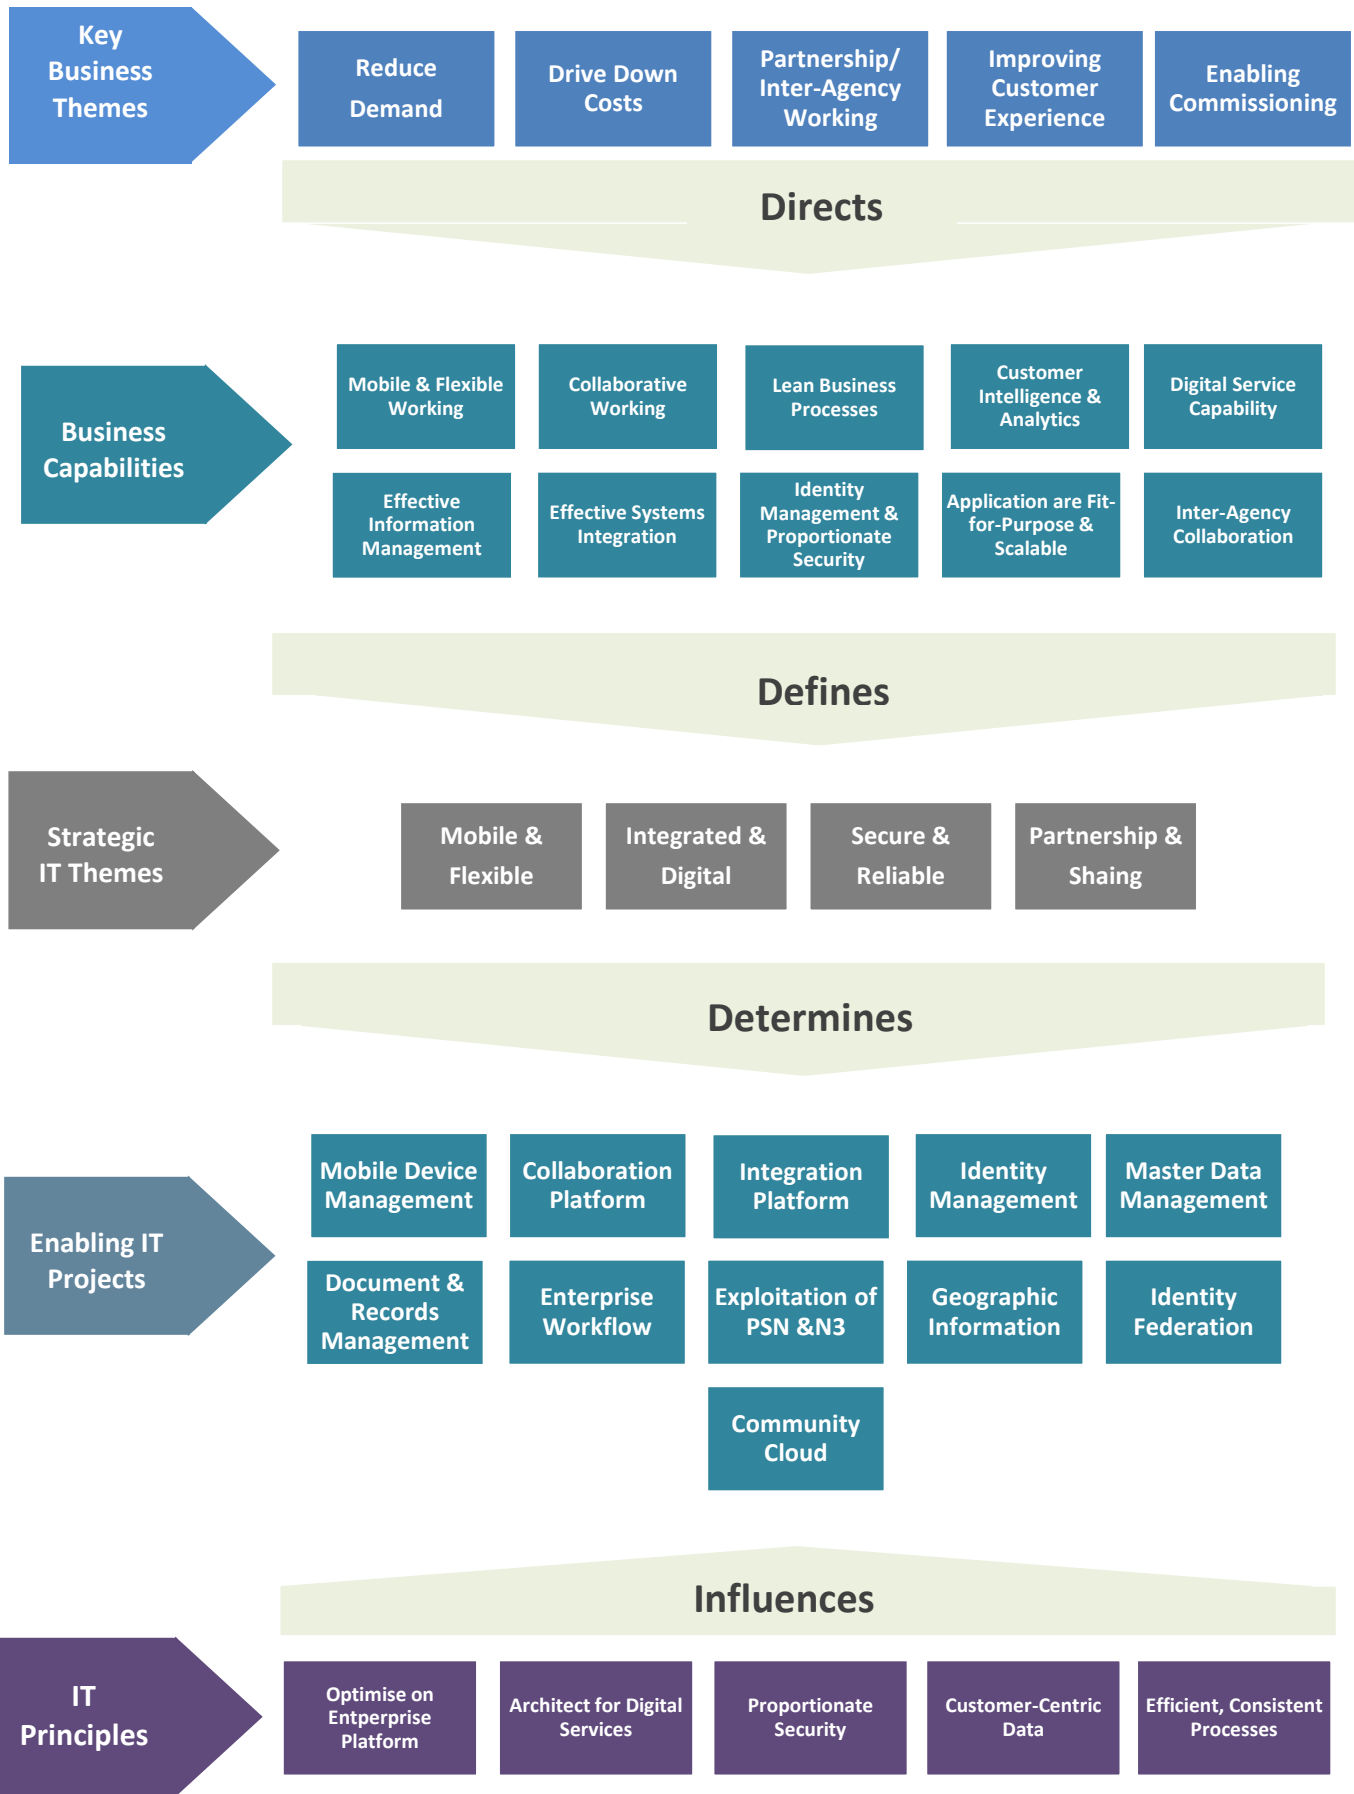 Key
Business
Themes
Reduce
Demand
Drive Down
Costs
Partnership/
Inter-Agency
Working
Improving
Customer
Experience
Enabling
Commissioning
Directs
Business
Capabilities
Mobile & Flexible
Working
Collaborative
Working
Lean Business
Processes
Customer
Intelligence &
Analytics
Digital Service
Capability
Effective
Information
Management
Effective Systems
Integration
Identity
Management &
Proportionate
Security
Application are Fit-
for-Purpose &
Scalable
Inter-Agency
Collaboration
Defines
Strategic
IT Themes
Mobile &
Flexible
Integrated &
Digital
Secure &
Reliable
Partnership &
Shaing
Determines
Enabling IT
Projects
Mobile Device
Management
Collaboration
Platform
Integration
Platform
Identity
Management
Master Data
Management
Document &
Records
Management
Enterprise
Workflow
Exploitation of
PSN &N3
Geographic
Information
Identity
Federation
Community
Cloud
Influences
IT
Principles
Optimise on
Entperprise
Platform
Architect for Digital
Services
Proportionate
Security
Customer-Centric
Data
Efficient, Consistent
Processes